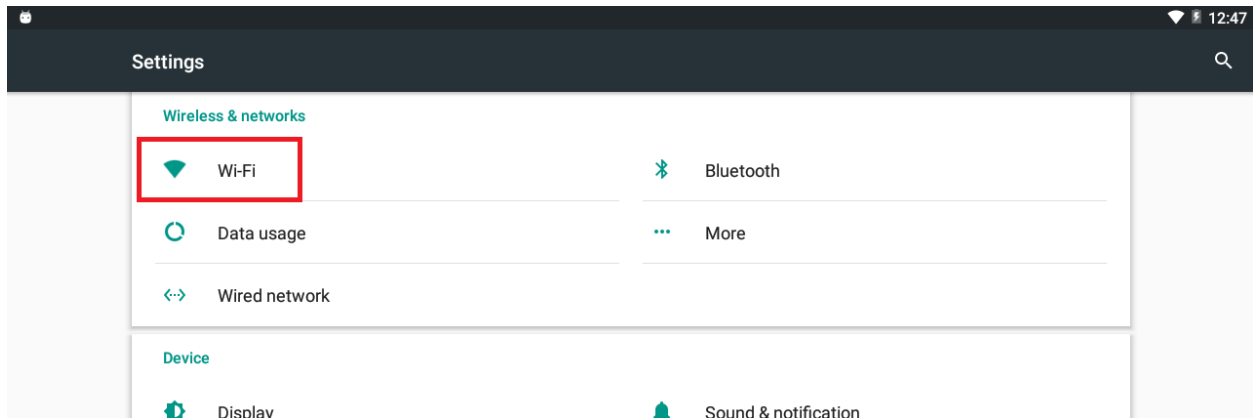 12:47
Settings
Wireless & networks
Wi-Fi
Bluetooth
Data usage
More
Wired network
Device
Display
Sound & notification